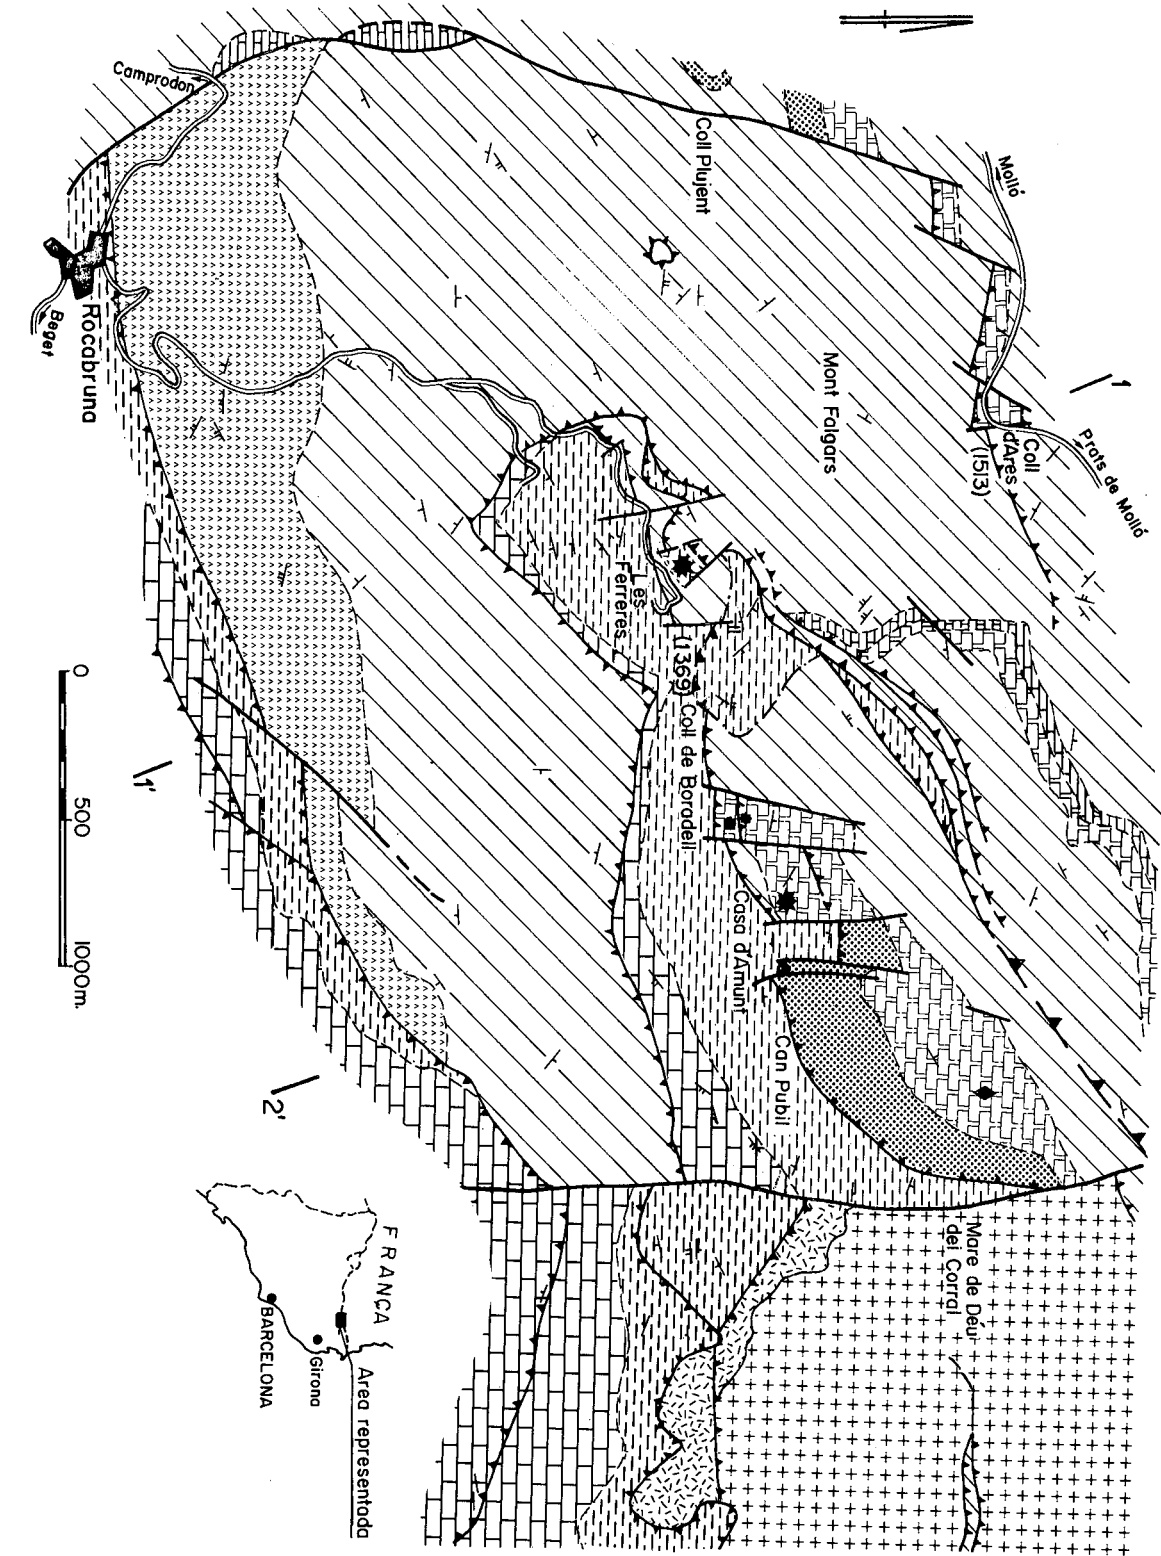 Camprodon
Molló
Coll Plujent
1
Prats de Molló
Coll
d'Ares
(1513)
Mont Falgars
Rocabruna
Beget
Les
Ferreres
(1369) Coll de Boradell
Casa d'Amunt
Can Pubil
1'
2'
0
500
1000m.
Mare de Déu
del Corral
FRANÇA
BARCELONA
Girona
Area representada